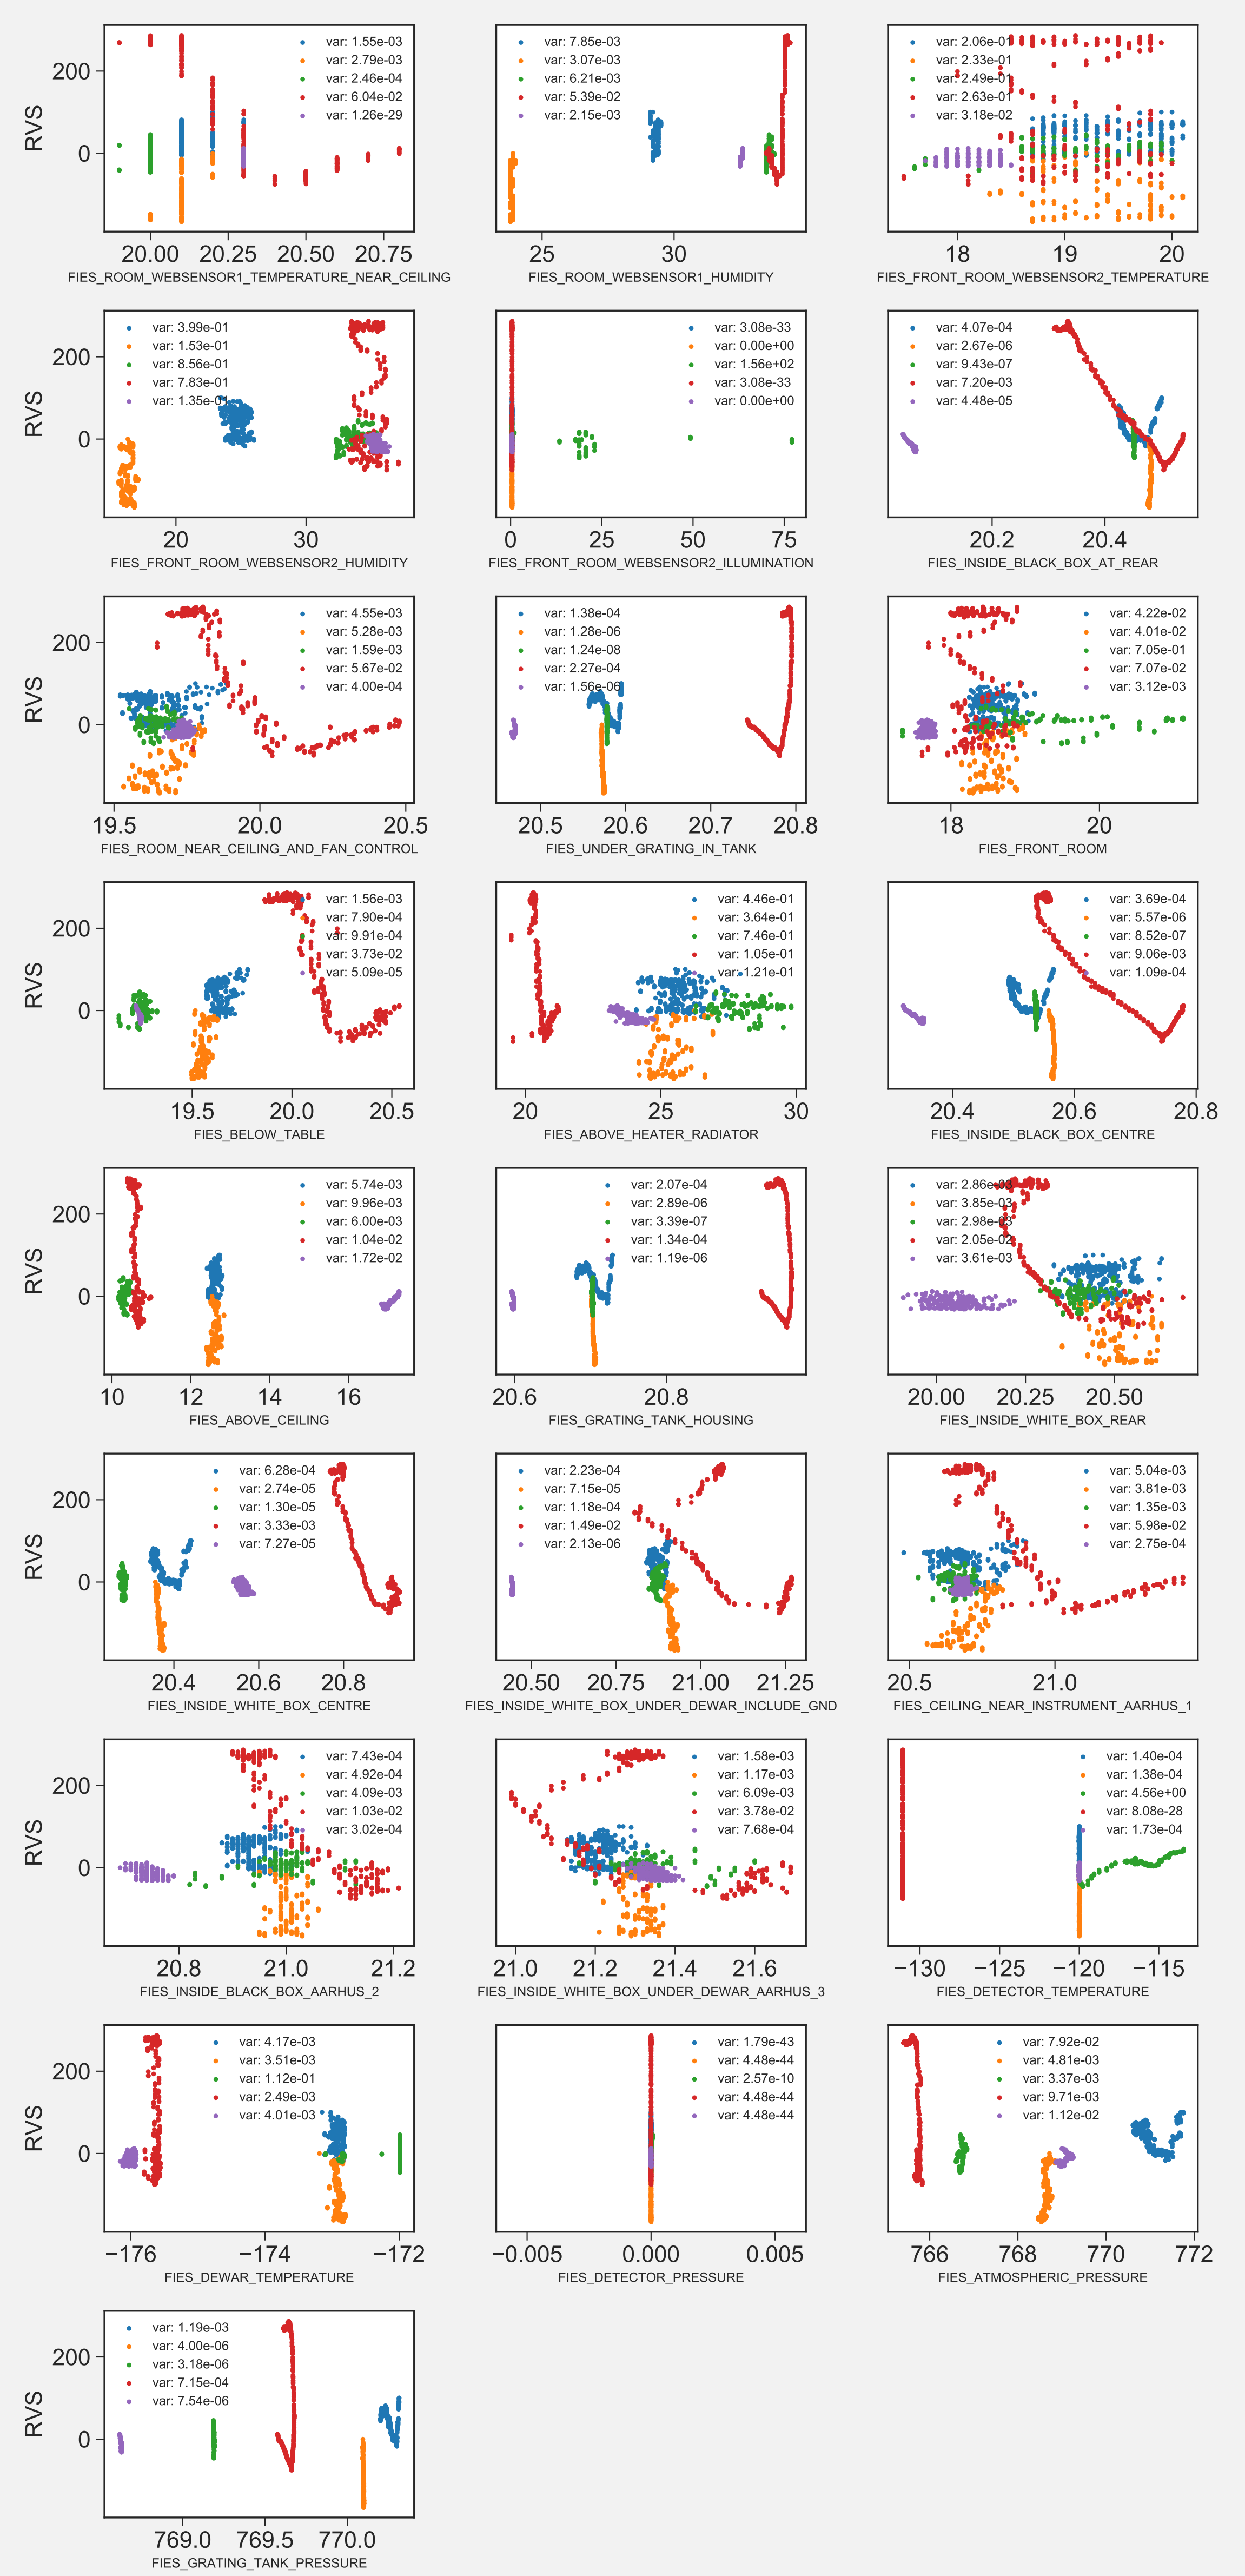 RVS
200
0
var: 1.55e-03
var: 2.79e-03
var: 2.46e-04
var: 6.04e-02
var: 1.26e-29
20.00 20.25 20.50 20.75
FIES_ROOM_WEBSENSOR1_TEMPERATURE_NEAR_CEILING
var: 7.85e-03
var: 3.07e-03
var: 6.21e-03
var: 5.39e-02
var: 2.15e-03
25 30
FIES_ROOM_WEBSENSOR1_HUMIDITY
var: 2.06e-01
var: 2.33e-01
var: 2.49e-01
var: 2.63e-01
var: 3.18e-02
18 19 20
FIES_FRONT_ROOM_WEBSENSOR2_TEMPERATURE
RVS
200
0
var: 3.99e-01
var: 1.53e-01
var: 8.56e-01
var: 7.83e-01
var: 1.35e-01
20 30
FIES_FRONT_ROOM_WEBSENSOR2_HUMIDITY
var: 3.08e-33
var: 0.00e+00
var: 1.56e+02
var: 3.08e-33
var: 0.00e+00
0 25 50 75
FIES_FRONT_ROOM_WEBSENSOR2_ILLUMINATION
var: 4.07e-04
var: 2.67e-06
var: 9.43e-07
var: 7.20e-03
var: 4.48e-05
20.2 20.4
FIES_INSIDE_BLACK_BOX_AT_REAR
RVS
200
0
var: 4.55e-03
var: 5.28e-03
var: 1.59e-03
var: 5.67e-02
var: 4.00e-04
19.5 20.0 20.5
FIES_ROOM_NEAR_CEILING_AND_FAN_CONTROL
var: 1.38e-04
var: 1.28e-06
var: 1.24e-08
var: 2.27e-04
var: 1.56e-06
20.5 20.6 20.7 20.8
FIES_UNDER_GRATING_IN_TANK
var: 4.22e-02
var: 4.01e-02
var: 7.05e-01
var: 7.07e-02
var: 3.12e-03
18 20
FIES_FRONT_ROOM
RVS
200
0
var: 1.56e-03
var: 7.90e-04
var: 9.91e-04
var: 3.73e-02
var: 5.09e-05
19.5 20.0 20.5
FIES_BELOW_TABLE
var: 4.46e-01
var: 3.64e-01
var: 7.46e-01
var: 1.05e-01
var: 1.21e-01
20 25 30
FIES_ABOVE_HEATER_RADIATOR
var: 3.69e-04
var: 5.57e-06
var: 8.52e-07
var: 9.06e-03
var: 1.09e-04
20.4 20.6 20.8
FIES_INSIDE_BLACK_BOX_CENTRE
RVS
200
0
var: 5.74e-03
var: 9.96e-03
var: 6.00e-03
var: 1.04e-02
var: 1.72e-02
10 12 14 16
FIES_ABOVE_CEILING
var: 2.07e-04
var: 2.89e-06
var: 3.39e-07
var: 1.34e-04
var: 1.19e-06
20.6 20.8
FIES_GRATING_TANK_HOUSING
var: 2.86e-03
var: 3.85e-03
var: 2.98e-03
var: 2.05e-02
var: 3.61e-03
20.00 20.25 20.50
FIES_INSIDE_WHITE_BOX_REAR
RVS
200
0
var: 6.28e-04
var: 2.74e-05
var: 1.30e-05
var: 3.33e-03
var: 7.27e-05
20.4 20.6 20.8
FIES_INSIDE_WHITE_BOX_CENTRE
var: 2.23e-04
var: 7.15e-05
var: 1.18e-04
var: 1.49e-02
var: 2.13e-06
20.50 20.75 21.00 21.25
FIES_INSIDE_WHITE_BOX_UNDER_DEWAR_INCLUDE_GND
var: 5.04e-03
var: 3.81e-03
var: 1.35e-03
var: 5.98e-02
var: 2.75e-04
20.5 21.0
FIES_CEILING_NEAR_INSTRUMENT_AARHUS_1
RVS
200
0
var: 7.43e-04
var: 4.92e-04
var: 4.09e-03
var: 1.03e-02
var: 3.02e-04
20.8 21.0 21.2
FIES_INSIDE_BLACK_BOX_AARHUS_2
var: 1.58e-03
var: 1.17e-03
var: 6.09e-03
var: 3.78e-02
var: 7.68e-04
21.0 21.2 21.4 21.6
FIES_INSIDE_WHITE_BOX_UNDER_DEWAR_AARHUS_3
var: 1.40e-04
var: 1.38e-04
var: 4.56e+00
var: 8.08e-28
var: 1.73e-04
−130 −125 −120 −115
FIES_DETECTOR_TEMPERATURE
RVS
200
0
var: 4.17e-03
var: 3.51e-03
var: 1.12e-01
var: 2.49e-03
var: 4.01e-03
−176 −174 −172
FIES_DEWAR_TEMPERATURE
var: 1.79e-43
var: 4.48e-44
var: 2.57e-10
var: 4.48e-44
var: 4.48e-44
−0.005 0.000 0.005
FIES_DETECTOR_PRESSURE
var: 7.92e-02
var: 4.81e-03
var: 3.37e-03
var: 9.71e-03
var: 1.12e-02
766 768 770 772
FIES_ATMOSPHERIC_PRESSURE
RVS
200
0
var: 1.19e-03
var: 4.00e-06
var: 3.18e-06
var: 7.15e-04
var: 7.54e-06
769.0 769.5 770.0
FIES_GRATING_TANK_PRESSURE